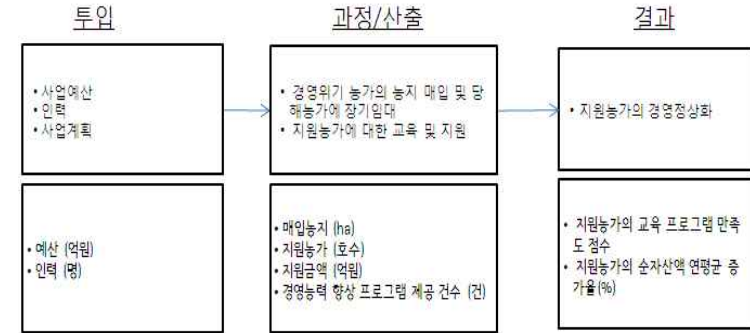 투입
과정/산출
결과
• 사업예산
• 인력
• 사업계획
• 경영위기 농가의 농지 매입 및 당
해농가에 장기임대
• 지원농가에 대한 교육 및 지원
• 지원농가의 경영정상화
• 예산 (억원)
• 인력 (명)
• 매입농지 (ha)
• 지원농가 (호수)
• 지원금액 (억원)
• 경영능력 향상 프로그램 제공 건수 (건)
• 지원농가의 교육 프로그램 만족
도 점수
• 지원농가의 순자산액 연평균 증
가율(%)